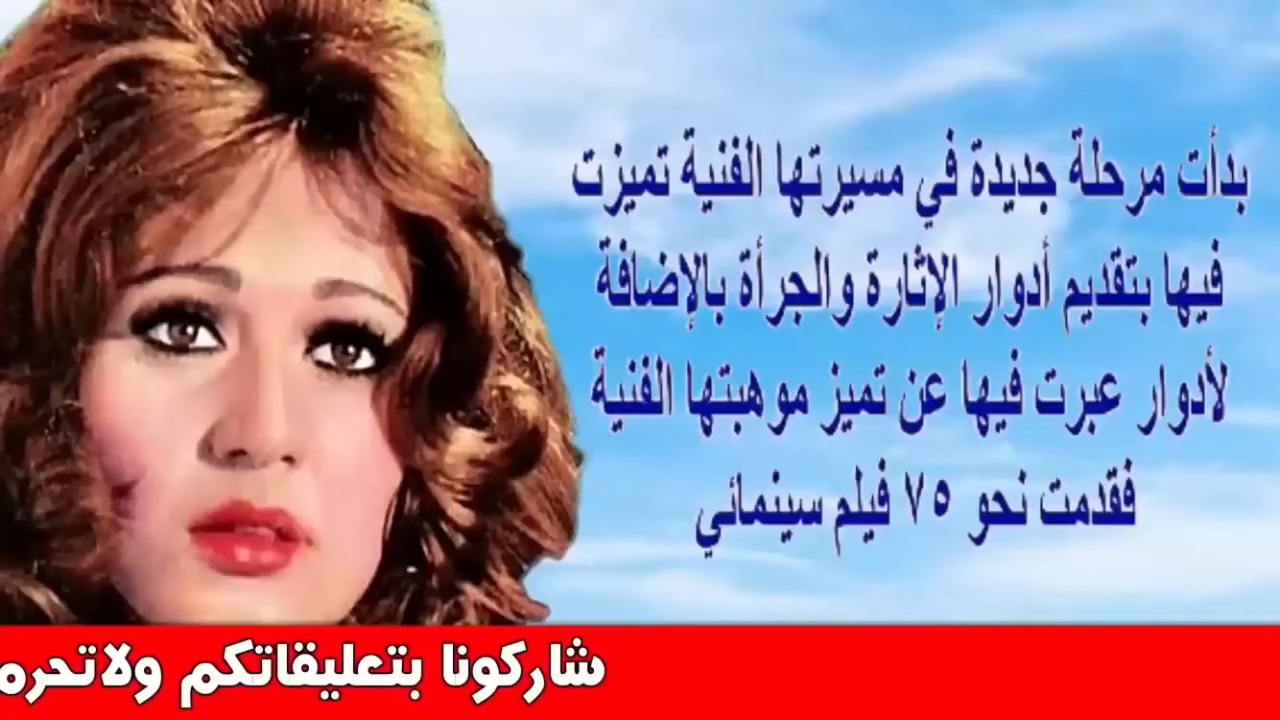 بدأت مرحلة جديدة في مسيرتها الفنية تميزت
فيها بتقديم أدوار الإثارة والجرأة بالإضافة
لأدوار عبرت فيها عن تميز موهبتها الفنية
فقدمت نحو ٧٥ فيلم سينمائي
شاركونا بتعليقاتكم ولاتحرم